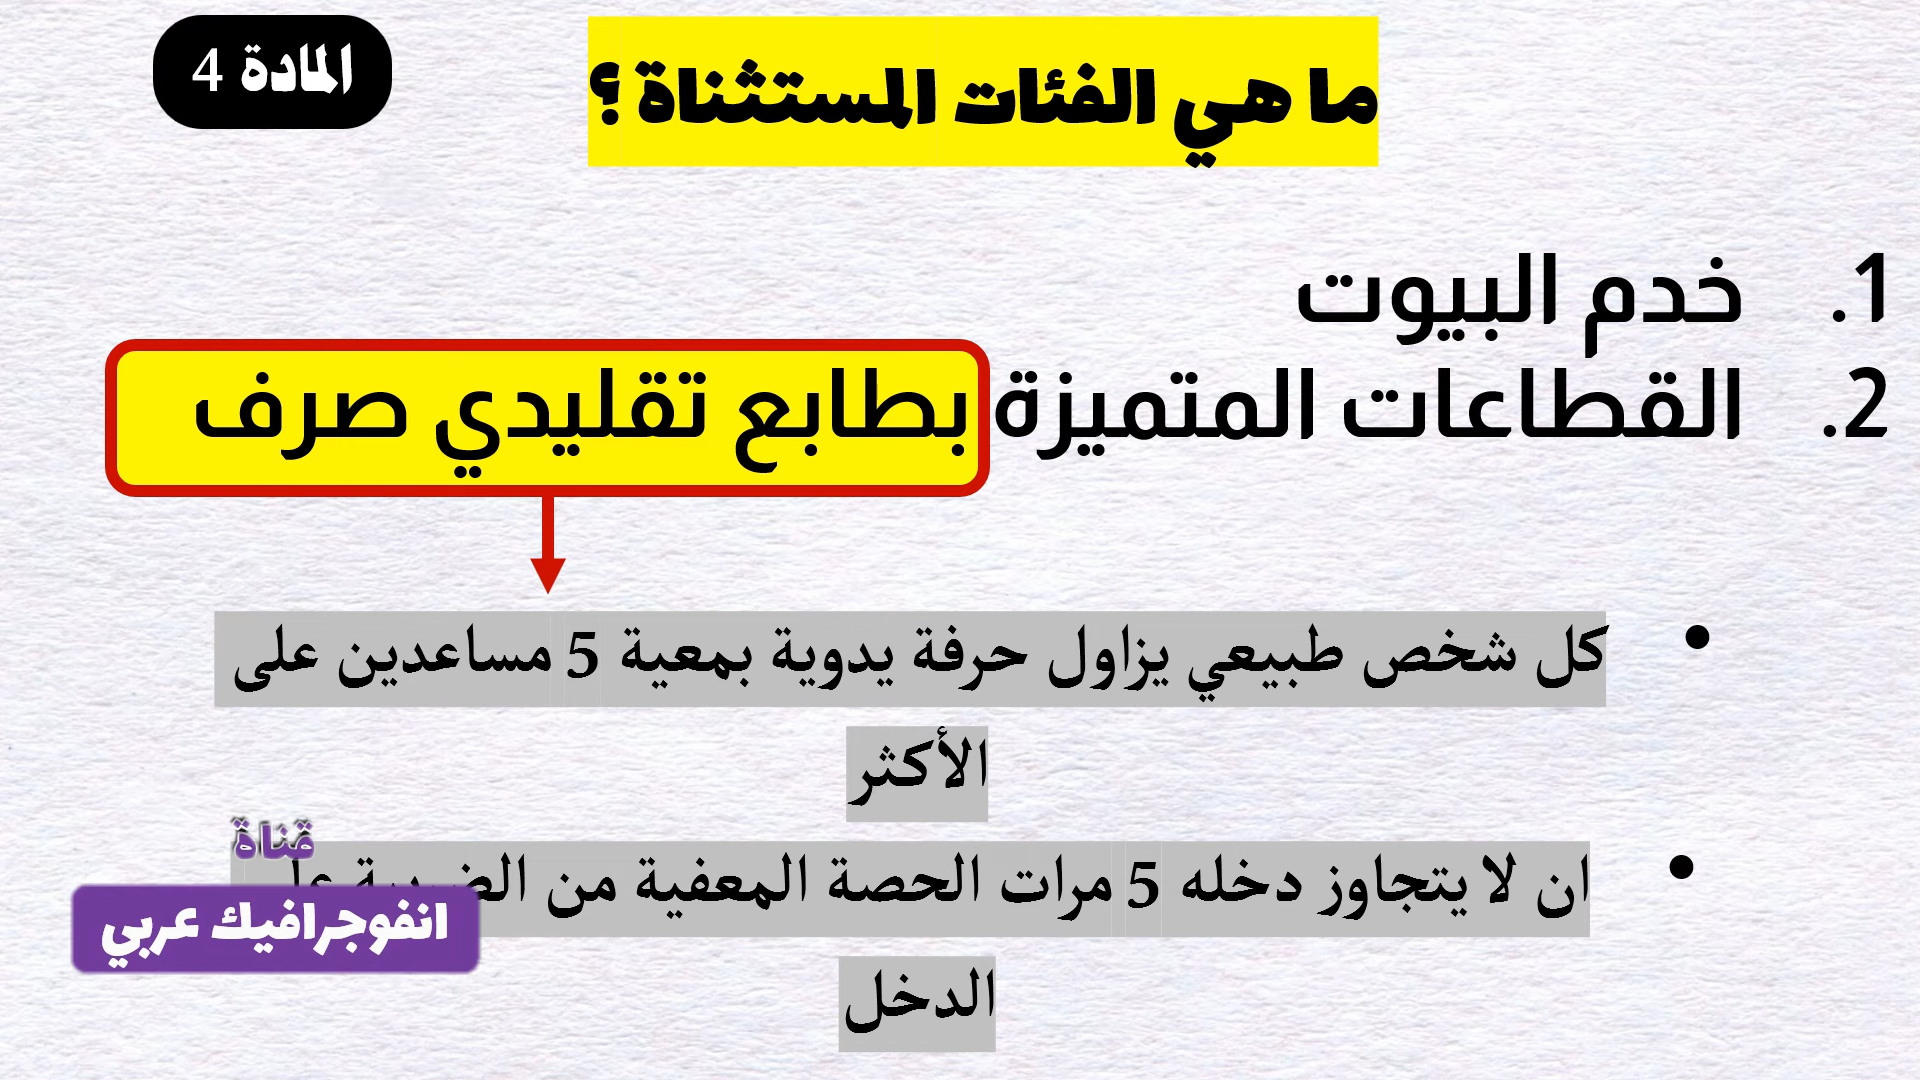 المادة 4
ما هي الفئات المستثناة ؟
1. خدم البيوت
2. القطاعات المتميزة بطابع تقليدي صرف
• كل شخص طبيعي يزاول حرفة يدوية بمعية 5 مساعدين على
الأكثر
• ان لا يتجاوز دخله 5 مرات الحصة المعفية من
الدخل
قناة
انفوجرافيك عربي